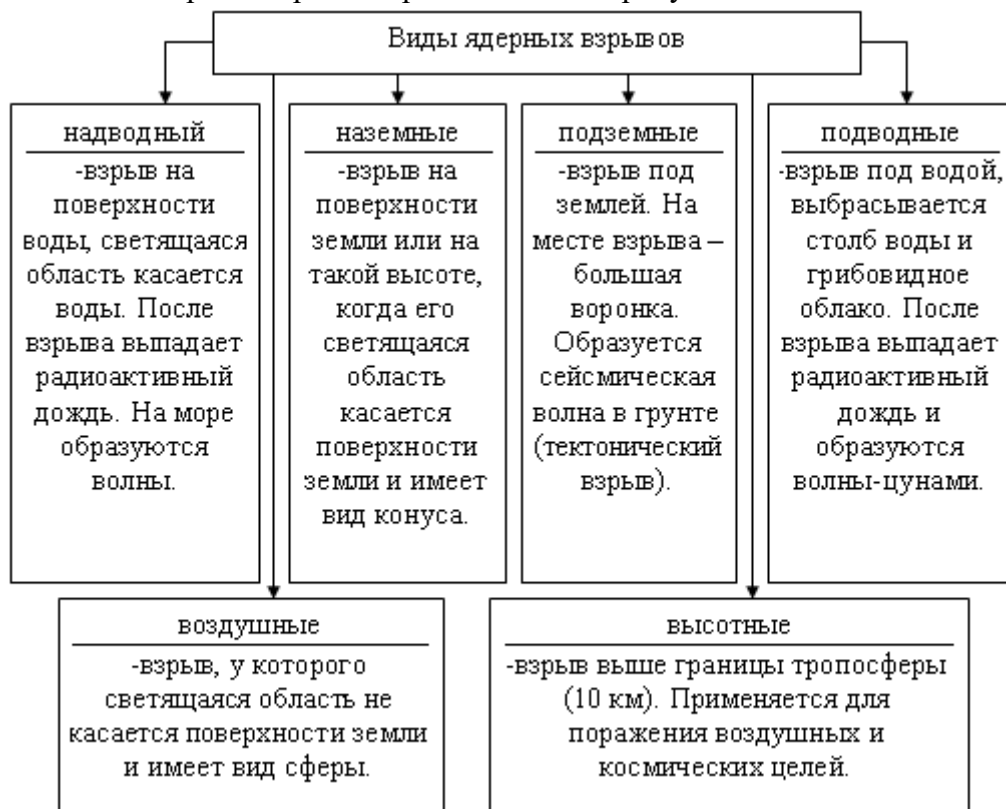 Виды ядерных взрывов
надводный
-взрыв на
поверхности
воды, светящаяся
область касается
воды. После
взрыва выпадает
радиоактивный
дождь. На море
образуются
волны.
наземные
-взрыв на
поверхности
земли или на
такой высоте,
когда его
светящаяся
область
касается
поверхности
земли и имеет
вид конуса.
подземные
-взрыв под
землей. На
месте взрыва –
большая
воронка.
Образуется
сейсмическая
волна в грунте
(тектонический
взрыв).
подводные
-взрыв под водой,
выбрасывается
столб воды и
грибовидное
облако. После
взрыва выпадает
радиоактивный
дождь и
образуются
волны-цунами.
воздушные
-взрыв, у которого
светящаяся область не
касается поверхности земли
и имеет вид сферы.
высотные
-взрыв выше границы тропосферы
(10 км). Применяется для
поражения воздушных и
космических целей.